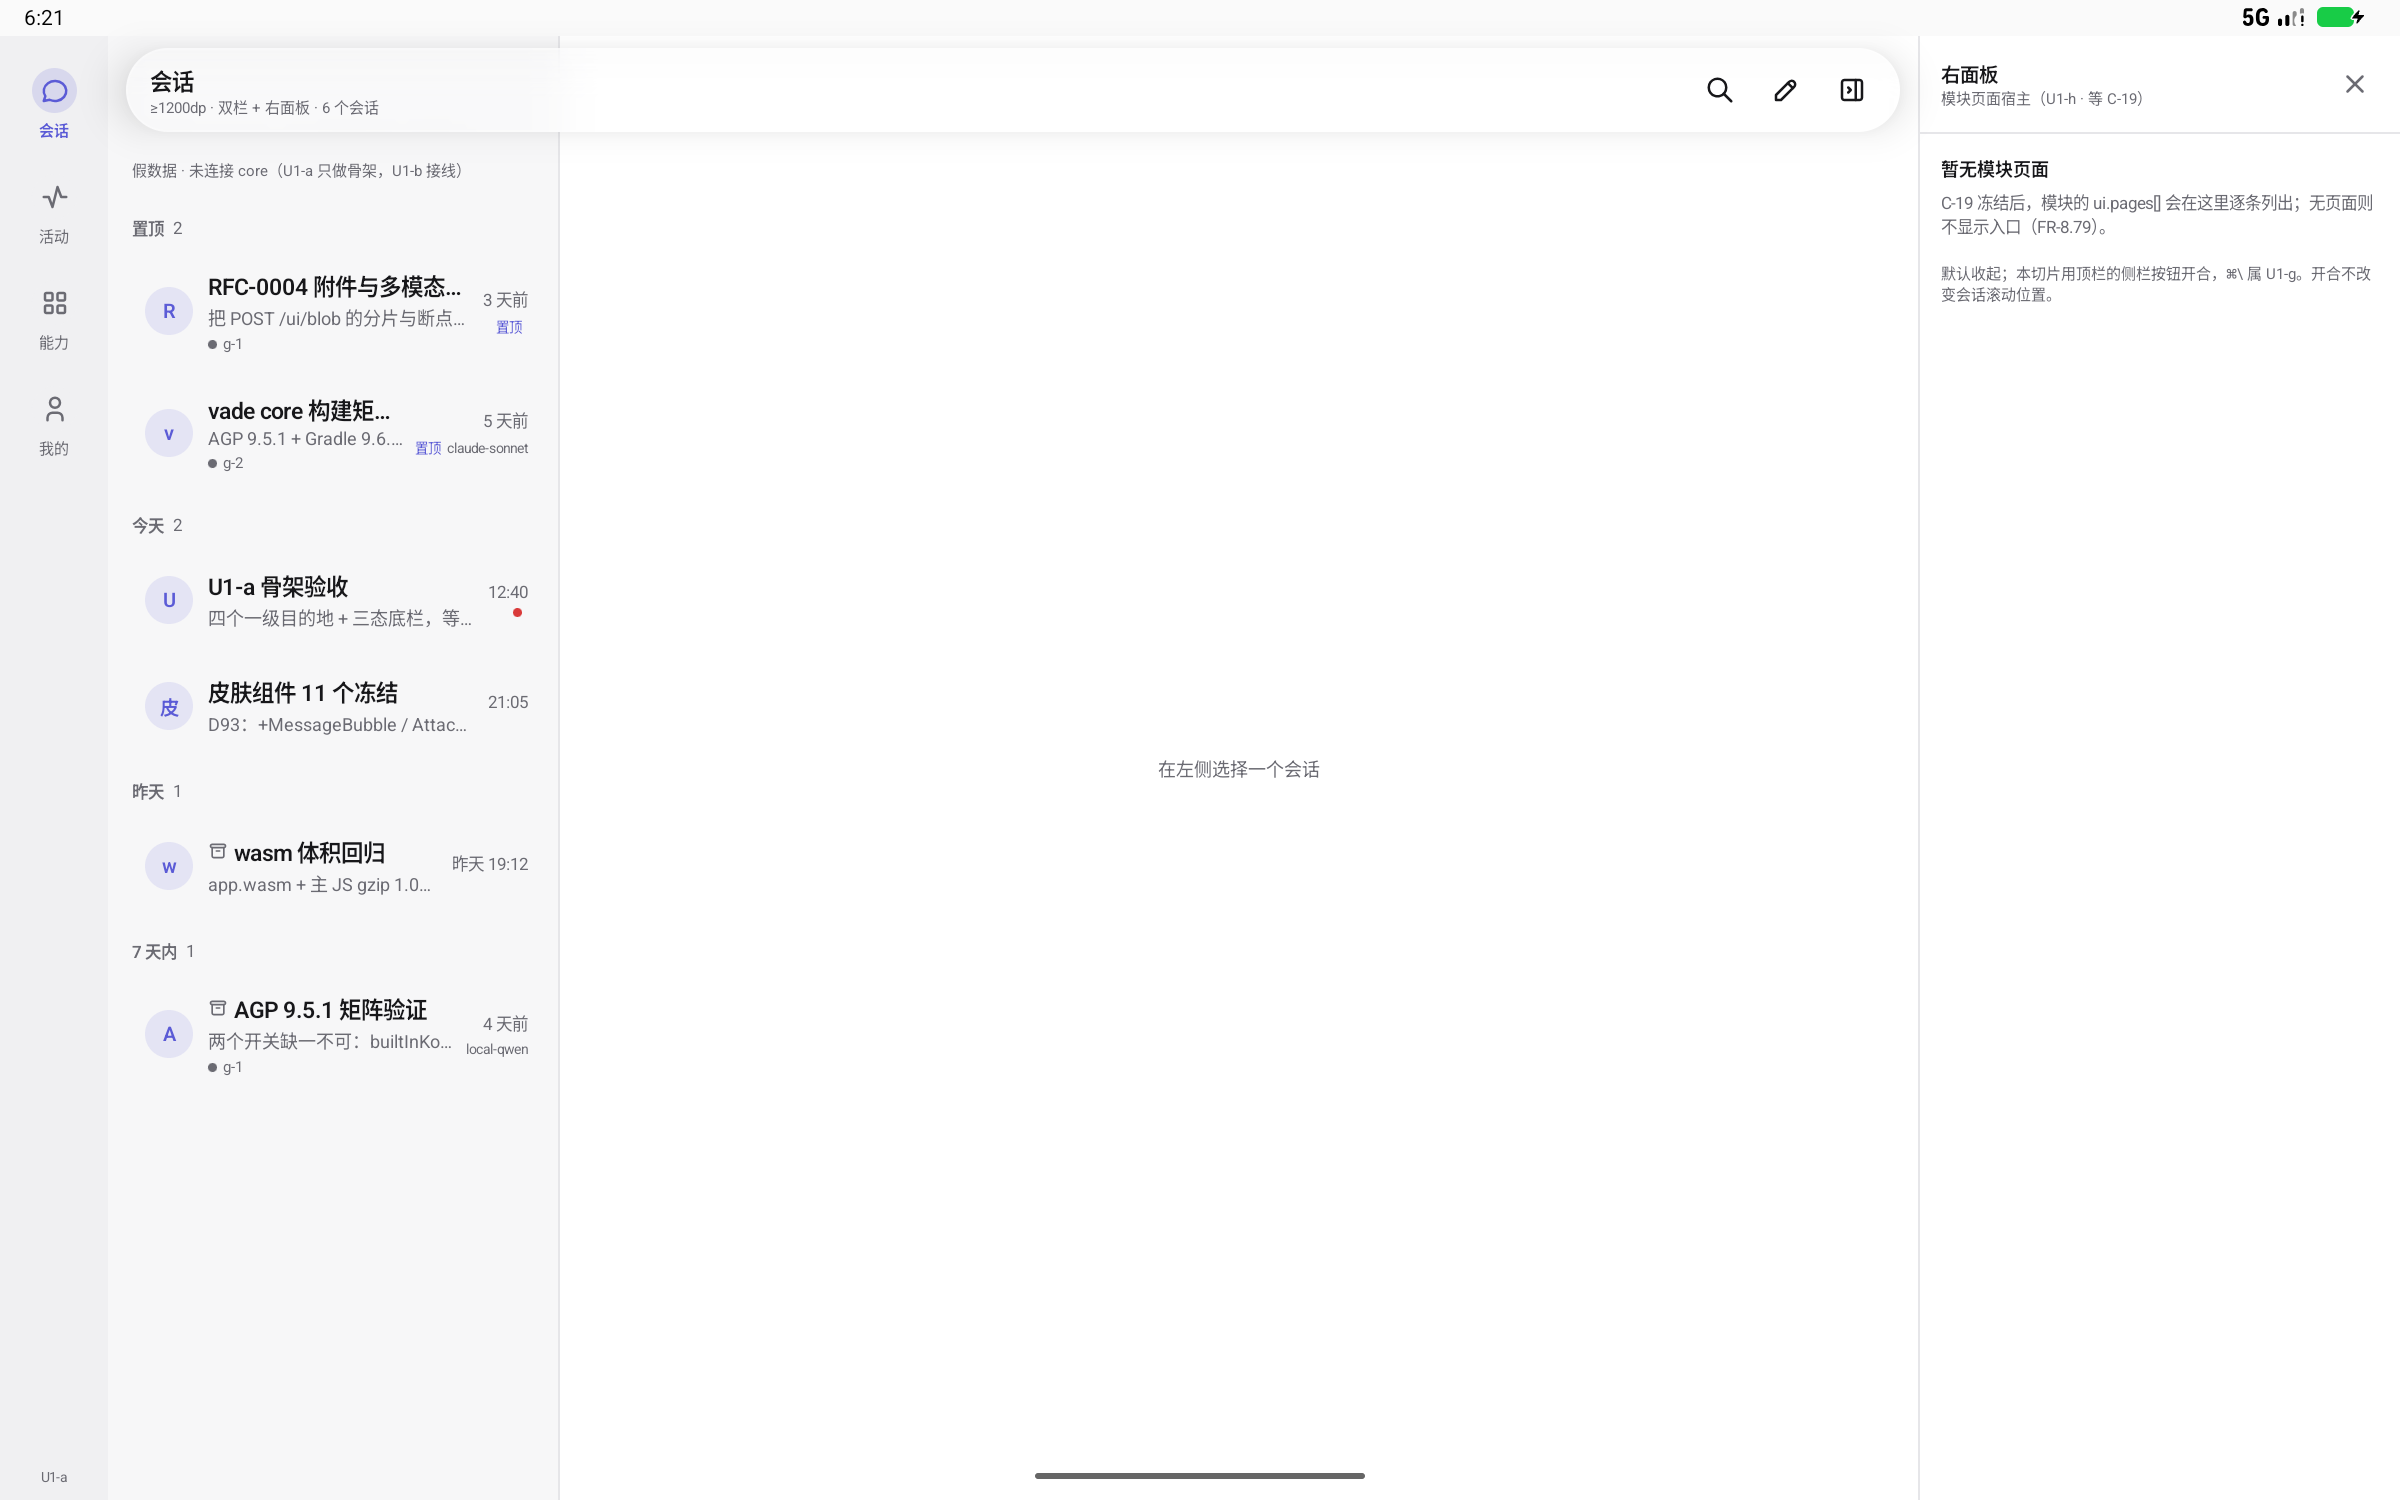 6:21
5G
会话
活动
能力
我的
U1-a
会话
≥1200dp · 双栏 + 右面板 · 6 个会话
假数据 · 未连接 core（U1-a 只做骨架，U1-b 接线）
置顶 2
R
RFC-0004 附件与多模态...
3 天前
把 POST /ui/blob 的分片与断点...
置顶
g-1
v
vade core 构建矩...
5 天前
AGP 9.5.1 + Gradle 9.6....
置顶 claude-sonnet
g-2
今天 2
U
U1-a 骨架验收
12:40
四个一级目的地 + 三态底栏，等...
皮
皮肤组件 11 个冻结
21:05
D93：+MessageBubble / Attac...
昨天 1
w
wasm 体积回归
昨天 19:12
app.wasm + 主 JS gzip 1.0...
7 天内 1
A
AGP 9.5.1 矩阵验证
4 天前
两个开关缺一不可：builtInKo...
local-qwen
g-1
在左侧选择一个会话
右面板
模块页面宿主（U1-h · 等 C-19）
暂无模块页面
C-19 冻结后，模块的 ui.pages[] 会在这里逐条列出；无页面则
不显示入口（FR-8.79）。
默认收起；本切片用顶栏的侧栏按钮开合，⌘\ 属 U1-g。开合不改
变会话滚动位置。